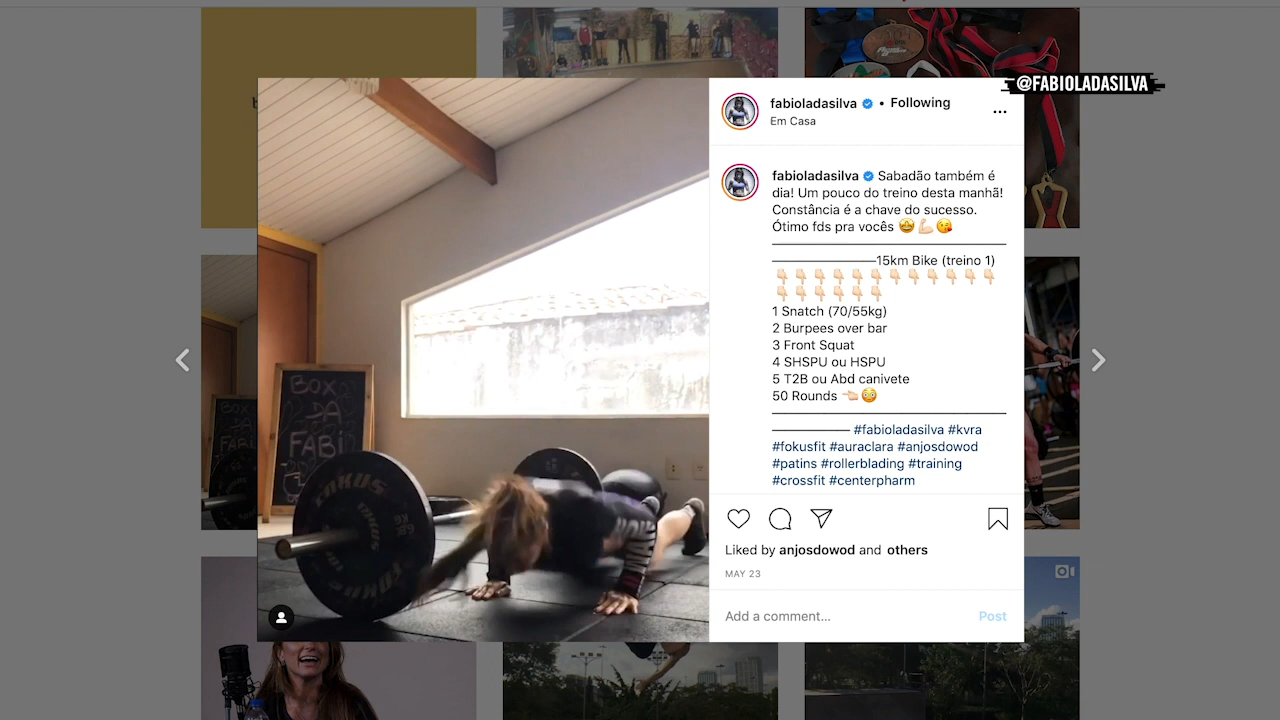 @FABIOLADASILVA
fabioladasilva • Following
Em Casa
fabioladasilva Sabadão também é
dia! Um pouco do treino desta manhã!
Constância é a chave do sucesso.
Ótimo fds pra vocês 🤩💪🏻😘
——————————————————
————————15km Bike (treino 1)
👇🏻👇🏻👇🏻👇🏻👇🏻👇🏻👇🏻👇🏻👇🏻👇🏻👇🏻👇🏻
👇🏻👇🏻👇🏻👇🏻👇🏻👇🏻
1 Snatch (70/55kg)
2 Burpees over bar
3 Front Squat
4 SHSPU ou HSPU
5 T2B ou Abd canivete
50 Rounds 👈🏻😳
——————————————————
—————— #fabioladasilva #kvra
#fokusfit #auraclara #anjosdowod
#patins #rollerblading #training
#crossfit #centerpharm
Liked by anjosdowod and others
MAY 23
Add a comment... Post
BOX
DA
FABI
FOKUS